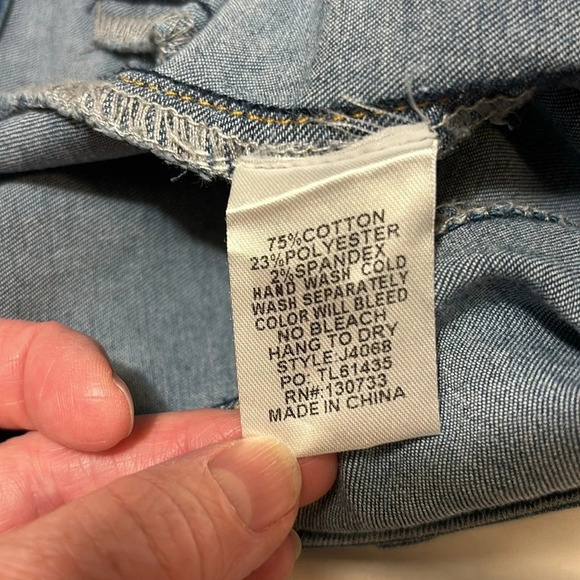 75%COTTON
23%POLYESTER
2%SPANDEX
HAND WASH COLD
WASH SEPARATELY
COLOR WILL BLEED
NO BLEACH
HANG TO DRY
STYLE:J4068
PO: TL61435
RN#:130733
MADE IN CHINA